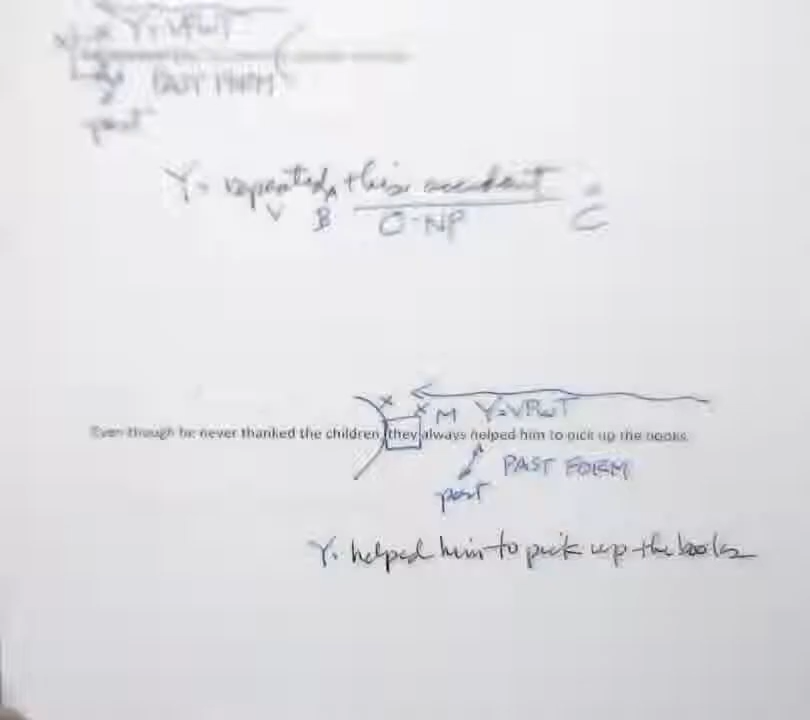 X Y=VPwT
PAST FORM
past
Y= repeated this accident
V B O-NP C
X
X M Y=VPwT
Even though he never thanked the children, they always helped him to pick up the books.
PAST FORM
past
Y= helped him to pick up the books